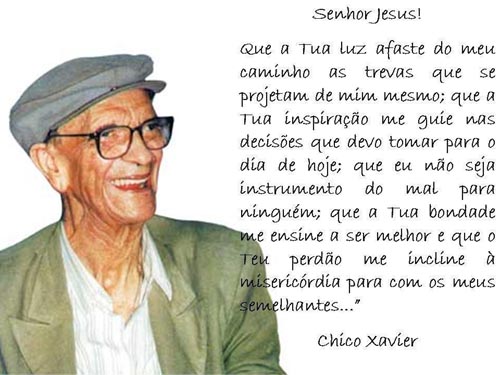 Senhor Jesus!
Que a Tua luz afaste do meu
caminho as trevas que se
projetam de mim mesmo; que a
Tua inspiração me guie nas
decisões que devo tomar para o
dia de hoje; que eu não seja
instrumento do mal para
ninguém; que a Tua bondade
me ensine a ser melhor e que o
Teu perdão me incline à
misericórdia para com os meus
semelhantes..."
Chico Xavier